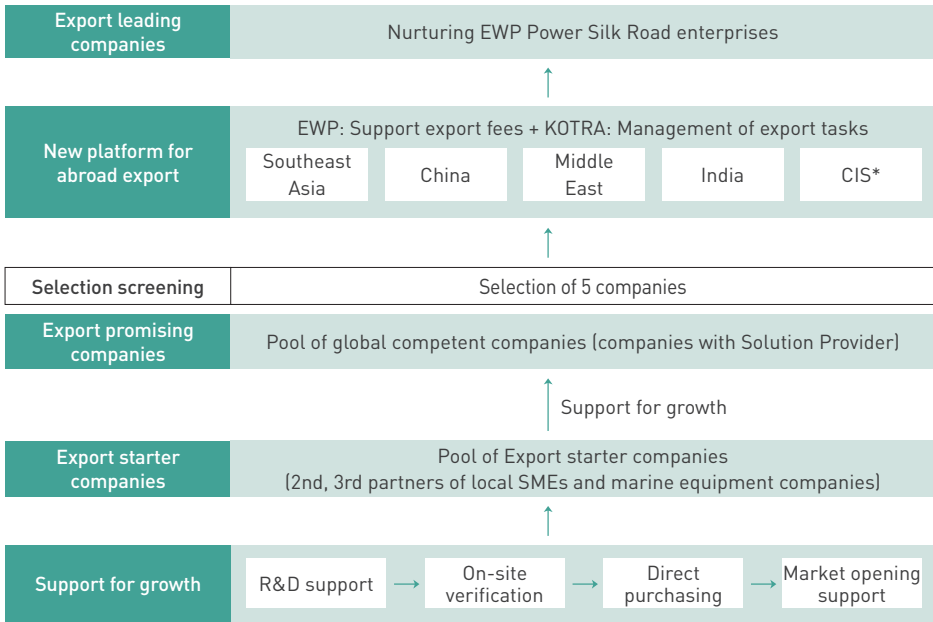 Export leading
companies
Nurturing EWP Power Silk Road enterprises
New platform for
abroad export
EWP: Support export fees + KOTRA: Management of export tasks
Southeast
Asia
China
Middle
East
India
CIS*
Selection screening
Selection of 5 companies
Export promising
companies
Pool of global competent companies (companies with Solution Provider)
Support for growth
Export starter
companies
Pool of Export starter companies
(2nd, 3rd partners of local SMEs and marine equipment companies)
Support for growth
R&D support
On-site
verification
Direct
purchasing
Market opening
support